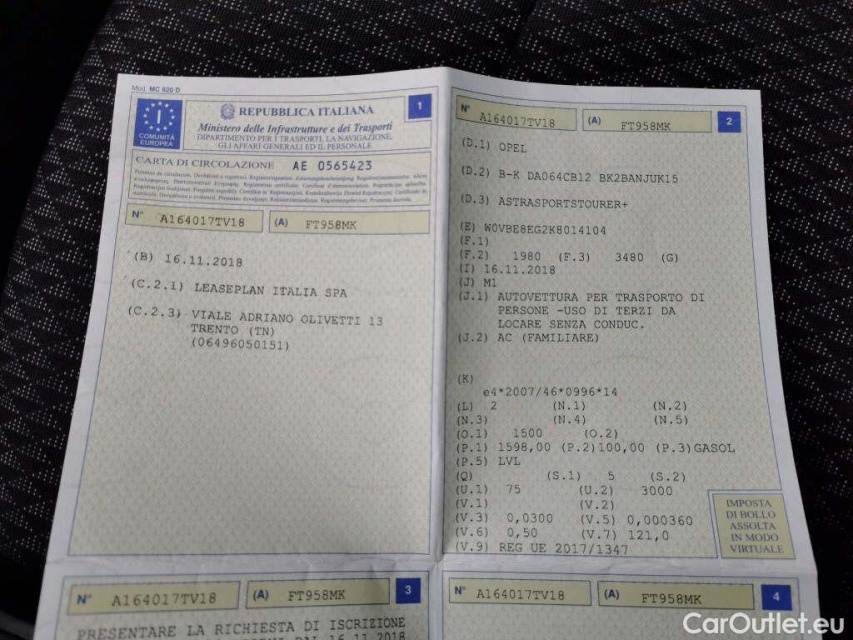 Mod. MC 820 D
COMUNITÀ EUROPEA
I
REPUBBLICA ITALIANA
1
Ministero delle Infrastrutture e dei Trasporti
DIPARTIMENTO PER I TRASPORTI, LA NAVIGAZIONE,
GLI AFFARI GENERALI ED IL PERSONALE
CARTA DI CIRCOLAZIONE AE 0565423
N° A164017TV18 (A) FT958MK
(B) 16.11.2018
(C.2.1) LEASEPLAN ITALIA SPA
(C.2.3) VIALE ADRIANO OLIVETTI 13
TRENTO (TN)
(06496050151)
N° A164017TV18 (A) FT958MK 2
(D.1) OPEL
(D.2) B-K DA064CB12 BK2BANJUK15
(D.3) ASTRASPORTSTOURER+
(E) W0VBE8EG2K8014104
(F.1)
(F.2) 1980 (F.3) 3480 (G)
(I) 16.11.2018
(J) M1
(J.1) AUTOVETTURA PER TRASPORTO DI
PERSONE -USO DI TERZI DA
LOCARE SENZA CONDUC.
(J.2) AC (FAMILIARE)
(K)
e4*2007/46*0996*14
(L) 2 (N.1) (N.2)
(N.3) (N.4) (N.5)
(O.1) 1500 (O.2)
(P.1) 1598,00 (P.2)100,00 (P.3)GASOL
(P.5) LVL
(Q) (S.1) 5 (S.2)
(U.1) 75 (U.2) 3000
(V.1) (V.2)
(V.3) 0,0300 (V.5) 0,000360
(V.6) 0,50 (V.7) 121,0
(V.9) REG UE 2017/1347
IMPOSTA
DI BOLLO
ASSOLTA
IN MODO
VIRTUALE
N° A164017TV18 (A) FT958MK 3
PRESENTARE LA RICHIESTA DI ISCRIZIONE
N° A164017TV18 (A) FT958MK 4
CarOutlet.eu